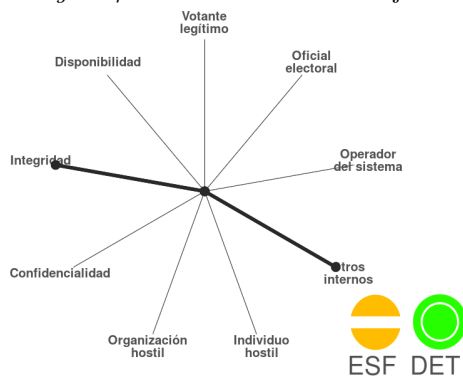 Votante
legítimo
Disponibilidad
Oficial
electoral
Integridad
Operador
del sistema
Confidencialidad
Otros
internos
Organización
hostil
Individuo
hostil
ESF DET